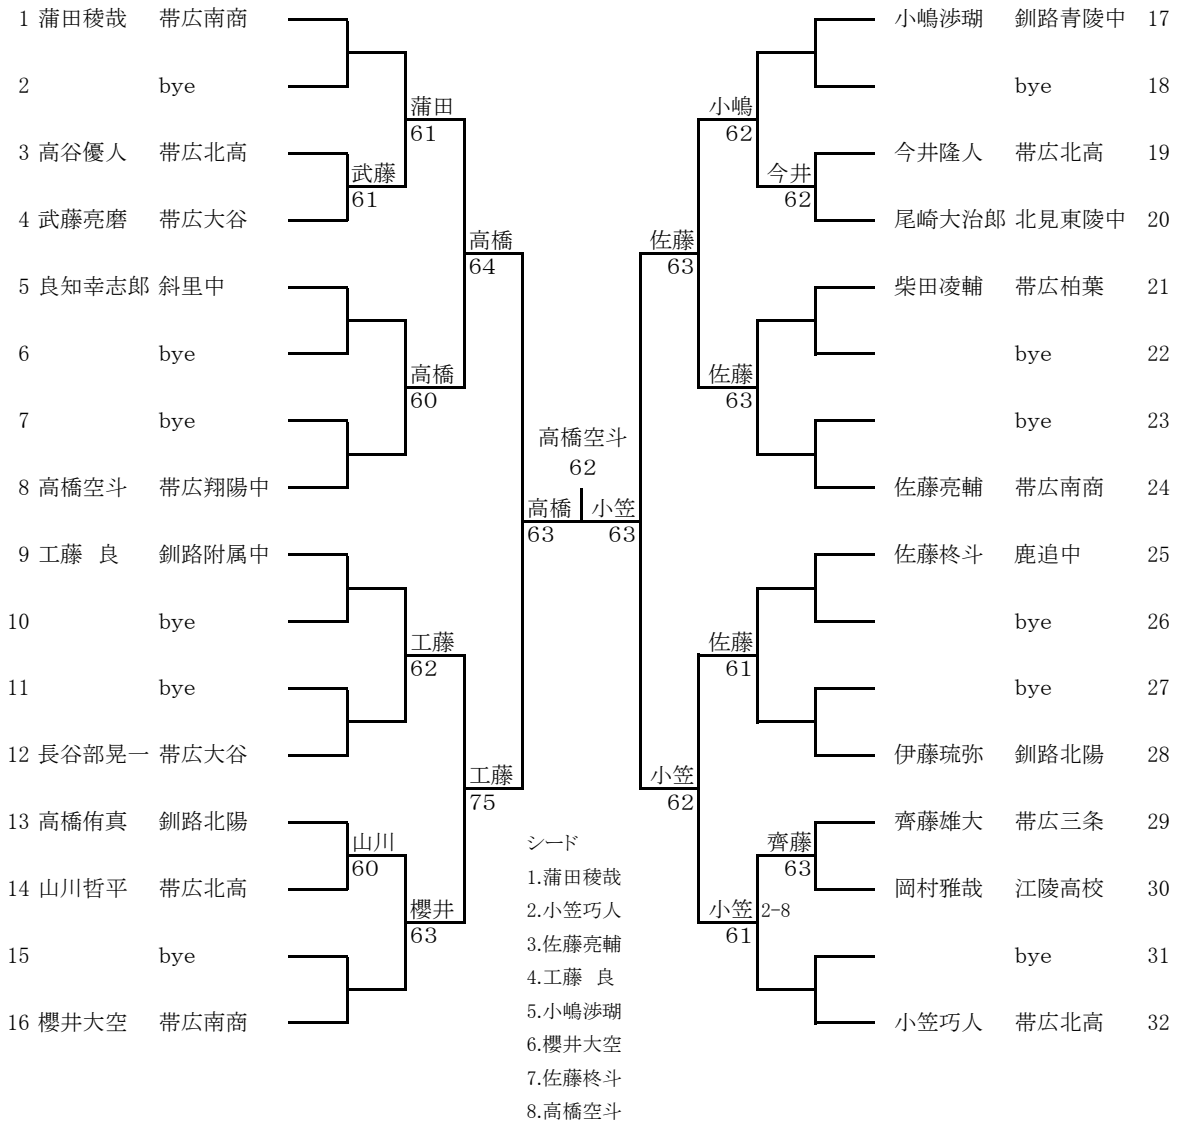 1 蒲田稜哉 帯広南商
2 bye
蒲田
61
3 高谷優人 帯広北高
武藤
61
4 武藤亮磨 帯広大谷
高橋
64
5 良知幸志郎 斜里中
6 bye
高橋
60
7 bye
8 高橋空斗 帯広翔陽中
9 工藤 良 釧路附属中
10 bye
工藤
62
11 bye
12 長谷部晃一 帯広大谷
工藤
75
13 高橋侑真 釧路北陽
山川
60
14 山川哲平 帯広北高
櫻井
63
15 bye
16 櫻井大空 帯広南商
高橋空斗
62
高橋 小笠
63 63
小嶋渉瑚 釧路青陵中 17
bye 18
小嶋
62
今井隆人 帯広北高 19
今井
62
尾崎大治郎 北見東陵中 20
佐藤
63
柴田凌輔 帯広柏葉 21
bye 22
佐藤
63
bye 23
佐藤亮輔 帯広南商 24
佐藤柊斗 鹿追中 25
bye 26
佐藤
61
bye 27
伊藤琉弥 釧路北陽 28
小笠
62
齊藤雄大 帯広三条 29
齊藤
63
岡村雅哉 江陵高校 30
小笠 2-8
61
bye 31
小笠巧人 帯広北高 32
シード
1.蒲田稜哉
2.小笠巧人
3.佐藤亮輔
4.工藤 良
5.小嶋渉瑚
6.櫻井大空
7.佐藤柊斗
8.高橋空斗